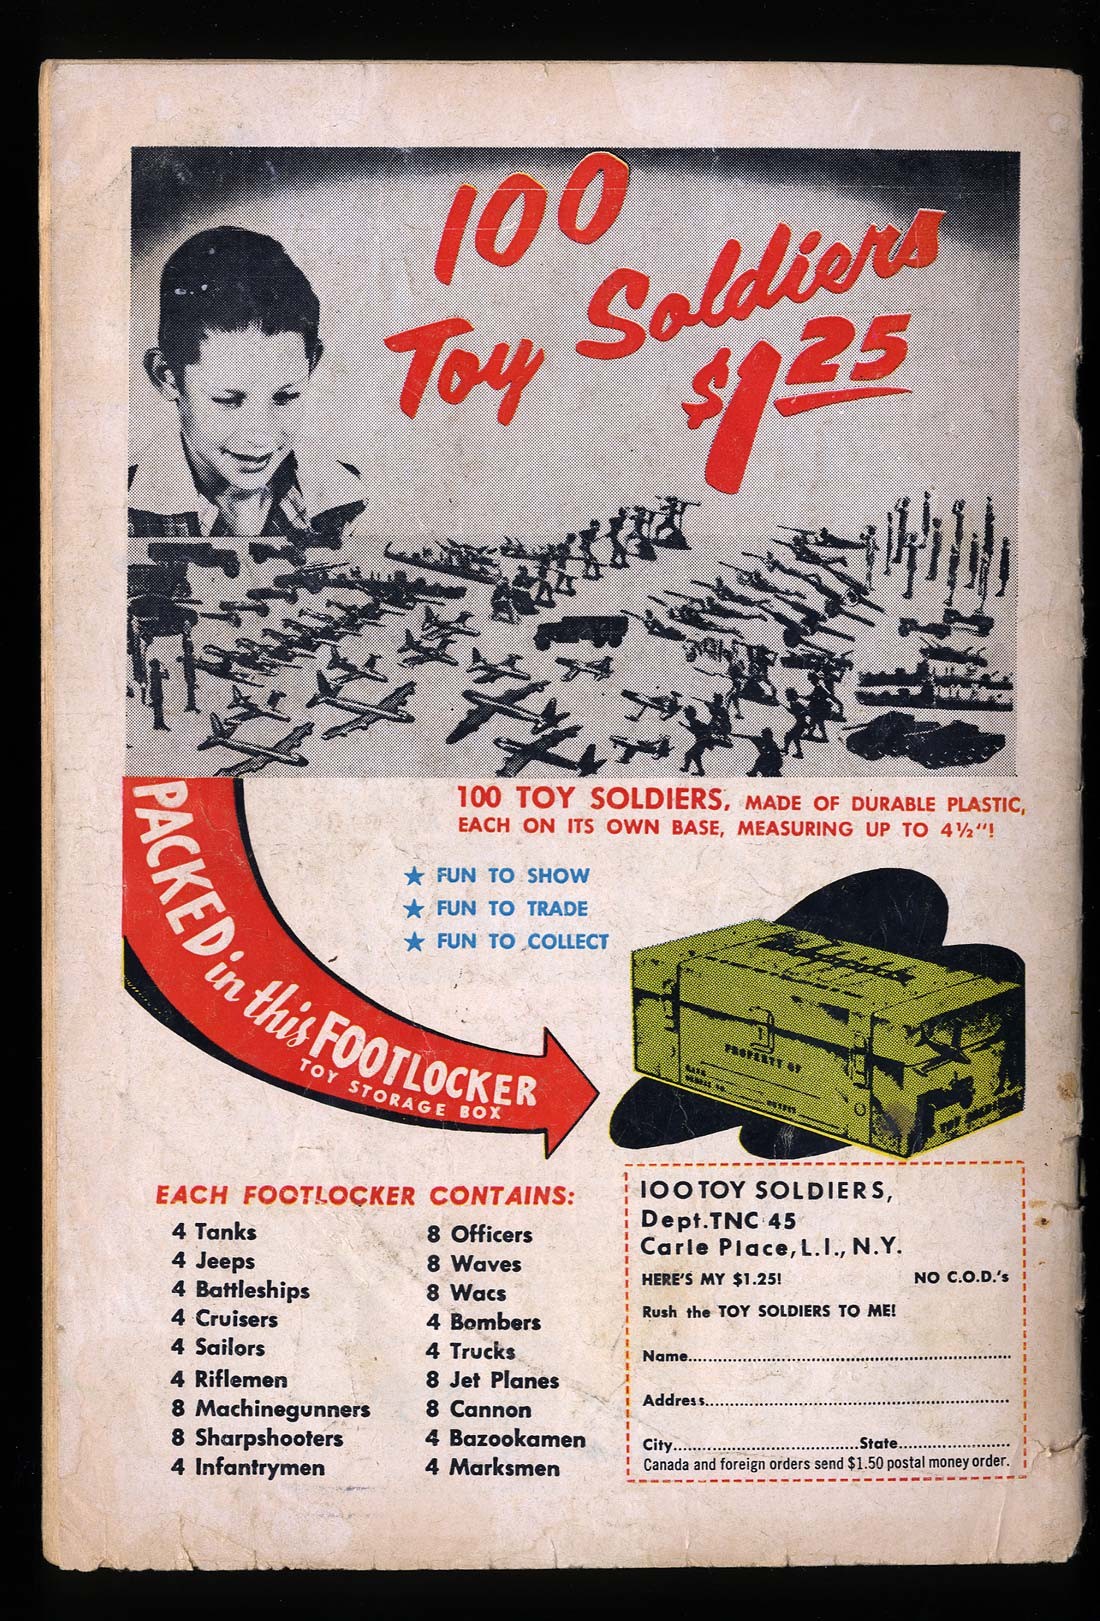 100
Toy Soldiers
$1.25
100 TOY SOLDIERS, MADE OF DURABLE PLASTIC,
EACH ON ITS OWN BASE, MEASURING UP TO 4½"!
PACKED in this FOOTLOCKER
TOY STORAGE BOX
★ FUN TO SHOW
★ FUN TO TRADE
★ FUN TO COLLECT
PROPERTY OF
EACH FOOTLOCKER CONTAINS:
4 Tanks
4 Jeeps
4 Battleships
4 Cruisers
4 Sailors
4 Riflemen
8 Machinegunners
8 Sharpshooters
4 Infantrymen
8 Officers
8 Waves
8 Wacs
4 Bombers
4 Trucks
8 Jet Planes
8 Cannon
4 Bazookamen
4 Marksmen
100 TOY SOLDIERS,
Dept. TNC 45
Carle Place, L.I., N.Y.
HERE'S MY $1.25! NO C.O.D.'s
Rush the TOY SOLDIERS TO ME!
Name
Address
City State
Canada and foreign orders send $1.50 postal money order.